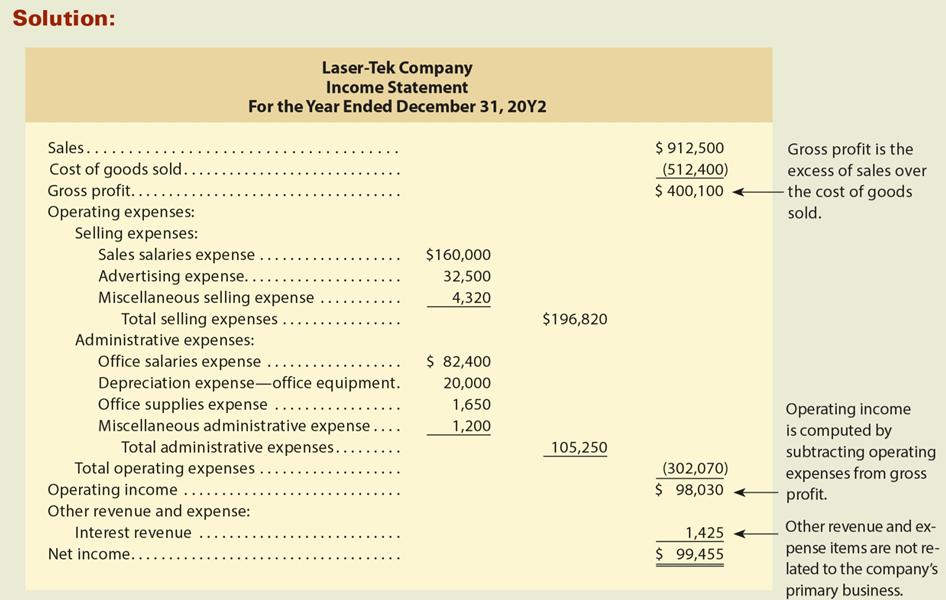 Solution:
Laser-Tek Company
Income Statement
For the Year Ended December 31, 20Y2
Sales. . . . . . . . . . . . . . . . . . . . . . . . . . . . . . . . . . . . . $ 912,500
Cost of goods sold. . . . . . . . . . . . . . . . . . . . . . . . . . (512,400)
Gross profit. . . . . . . . . . . . . . . . . . . . . . . . . . . . . . . . $ 400,100
Operating expenses:
Selling expenses:
Sales salaries expense . . . . . . . . . . . . . . . . . . $160,000
Advertising expense. . . . . . . . . . . . . . . . . . . . 32,500
Miscellaneous selling expense . . . . . . . . . . . 4,320
Total selling expenses . . . . . . . . . . . . . . . $196,820
Administrative expenses:
Office salaries expense . . . . . . . . . . . . . . . . . $ 82,400
Depreciation expense—office equipment. 20,000
Office supplies expense . . . . . . . . . . . . . . . . 1,650
Miscellaneous administrative expense . . . . 1,200
Total administrative expenses. . . . . . . . . 105,250
Total operating expenses . . . . . . . . . . . . . . . . . . (302,070)
Operating income . . . . . . . . . . . . . . . . . . . . . . . . . . . $ 98,030
Other revenue and expense:
Interest revenue . . . . . . . . . . . . . . . . . . . . . . . . . 1,425
Net income. . . . . . . . . . . . . . . . . . . . . . . . . . . . . . . . $ 99,455
Gross profit is the
excess of sales over
the cost of goods
sold.
Operating income
is computed by
subtracting operating
expenses from gross
profit.
Other revenue and ex-
pense items are not re-
lated to the company's
primary business.